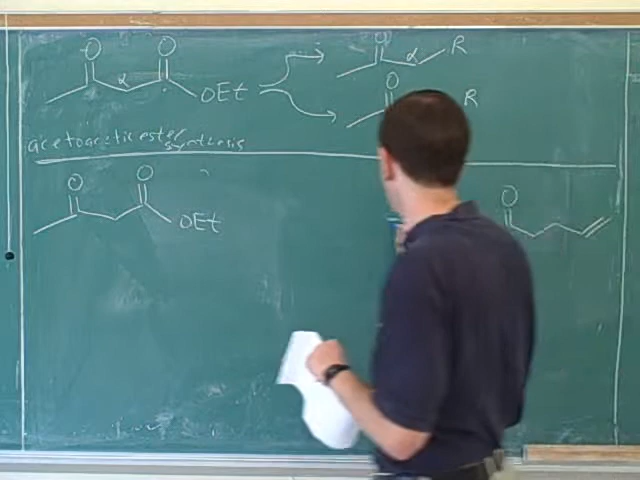 O O
α
OEt
O
α R
O
R
acetoacetic ester
synthesis
O O
OEt
O